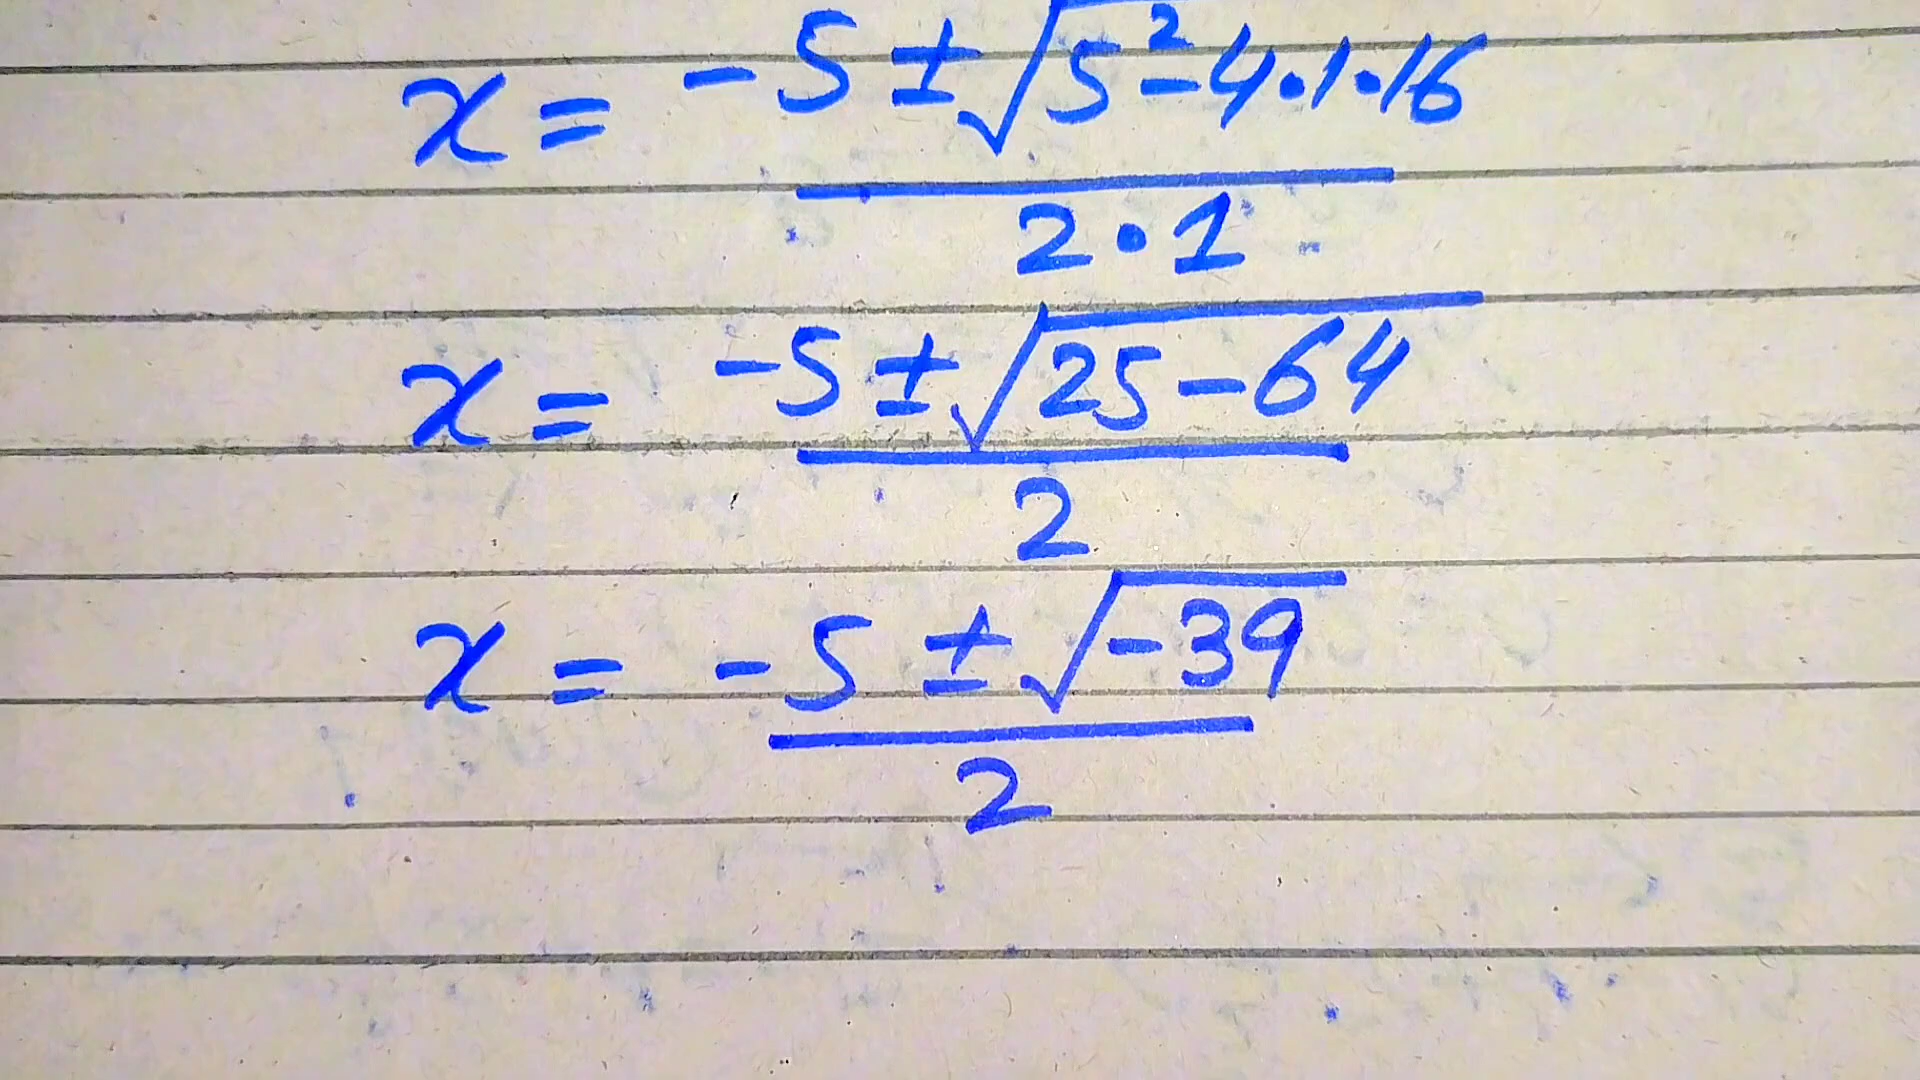 x = (-5 ± √(5² - 4·1·16)) / (2·1)
x = (-5 ± √(25 - 64)) / 2
x = (-5 ± √(-39)) / 2